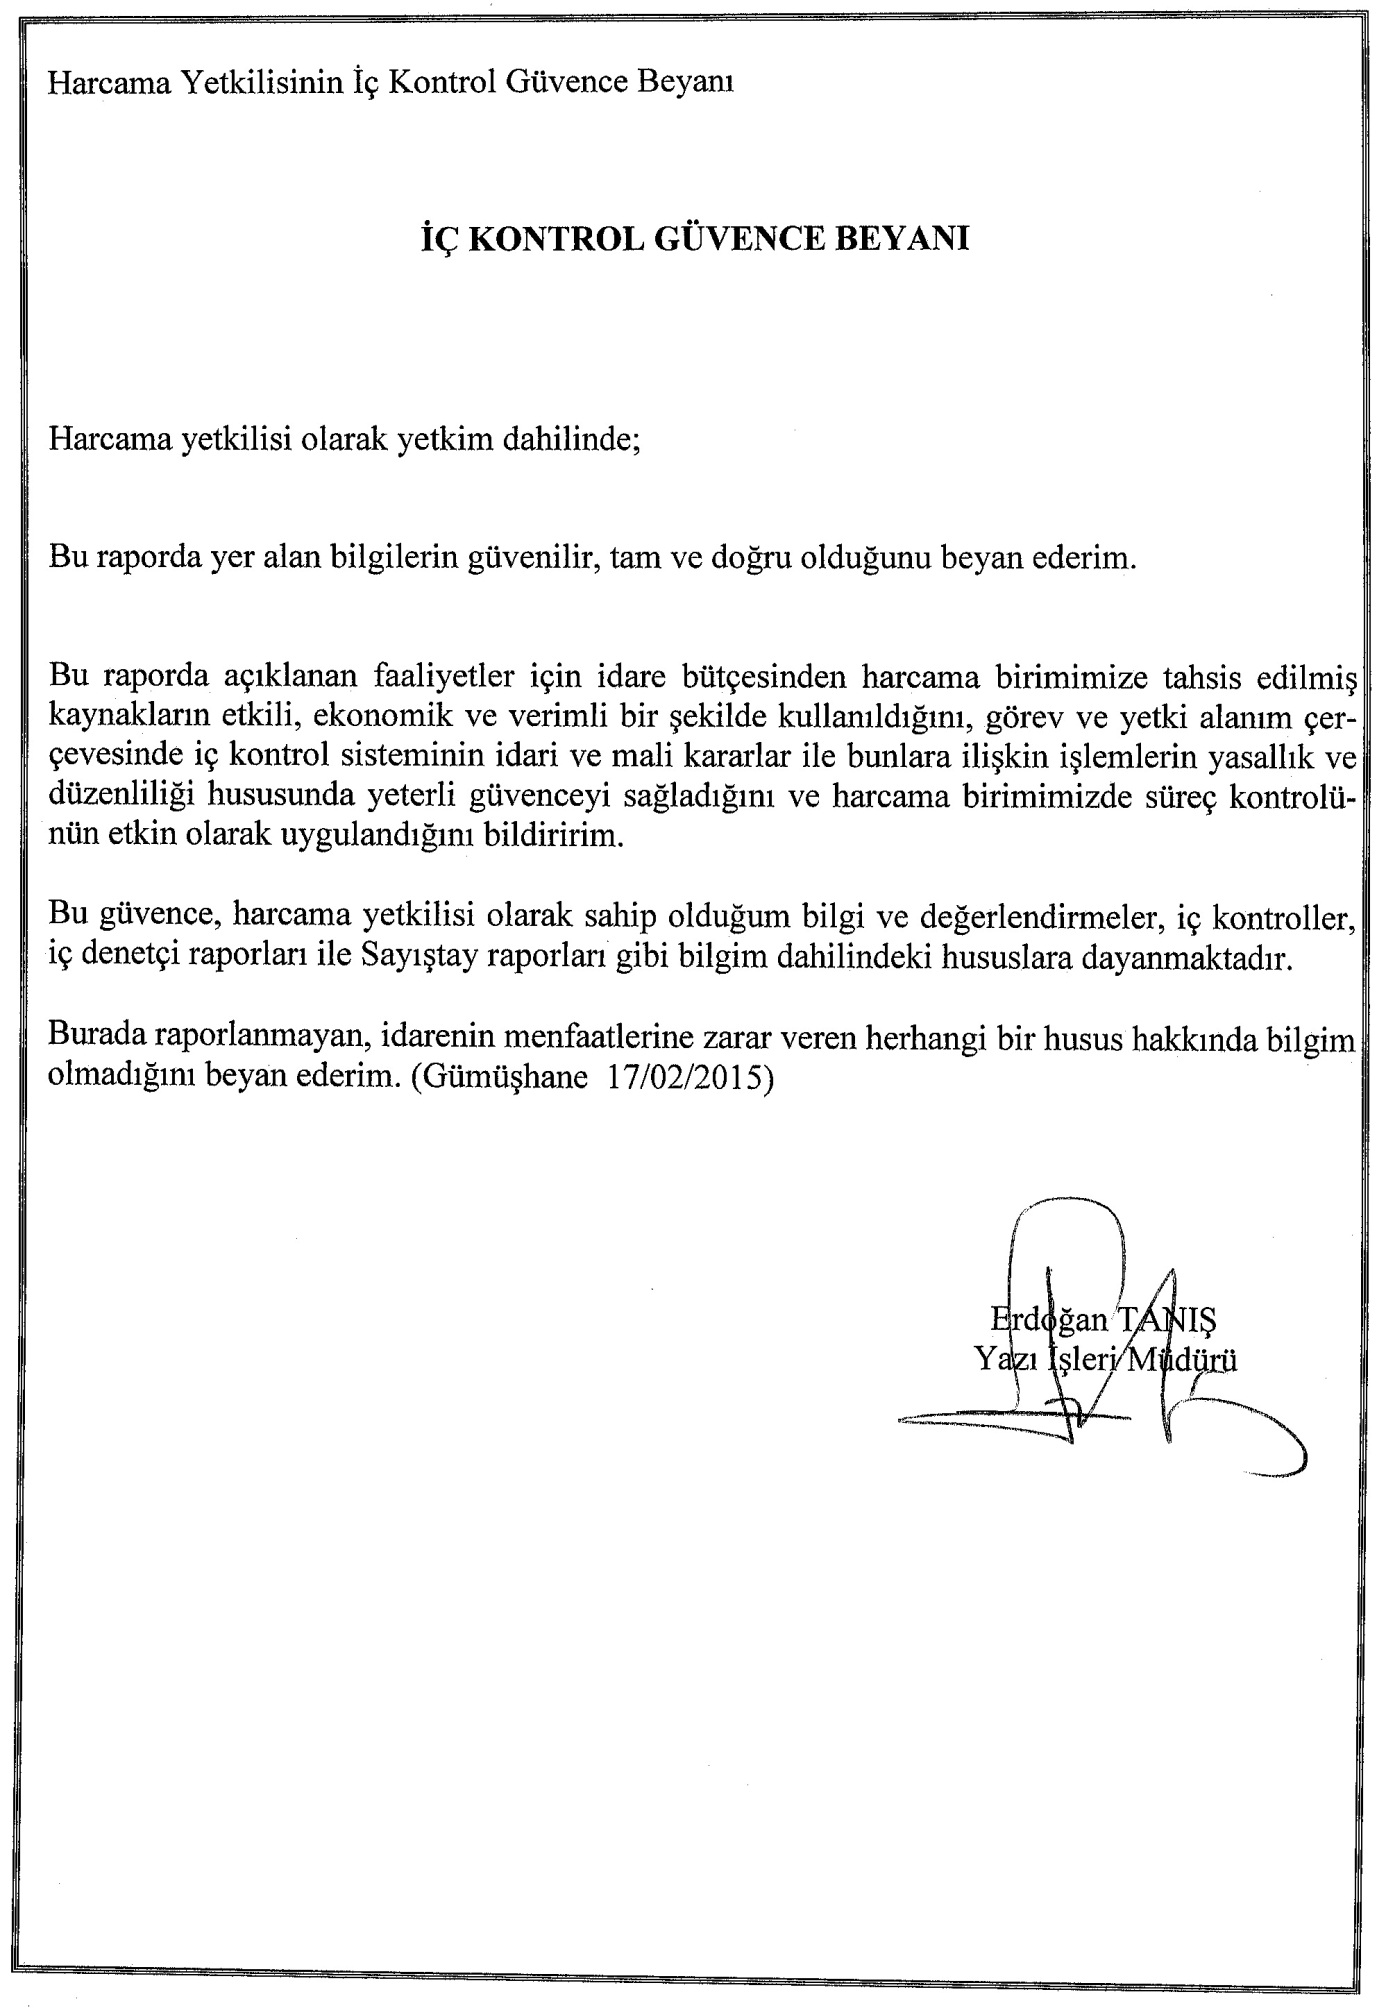 Harcama Yetkilisinin İç Kontrol Güvence Beyanı
İÇ KONTROL GÜVENCE BEYANI
Harcama yetkilisi olarak yetkim dahilinde;
Bu raporda yer alan bilgilerin güvenilir, tam ve doğru olduğunu beyan ederim.
Bu raporda açıklanan faaliyetler için idare bütçesinden harcama birimimize tahsis edilmiş
kaynakların etkili, ekonomik ve verimli bir şekilde kullanıldığını, görev ve yetki alanım çer-
çevesinde iç kontrol sisteminin idari ve mali kararlar ile bunlara ilişkin işlemlerin yasallık ve
düzenliliği hususunda yeterli güvenceyi sağladığını ve harcama birimimizde süreç kontrolü-
nün etkin olarak uygulandığını bildiririm.
Bu güvence, harcama yetkilisi olarak sahip olduğum bilgi ve değerlendirmeler, iç kontroller,
iç denetçi raporları ile Sayıştay raporları gibi bilgim dahilindeki hususlara dayanmaktadır.
Burada raporlanmayan, idarenin menfaatlerine zarar veren herhangi bir husus hakkında bilgim
olmadığını beyan ederim. (Gümüşhane  17/02/2015)
Erdoğan TANIŞ
Yazı İşleri Müdürü